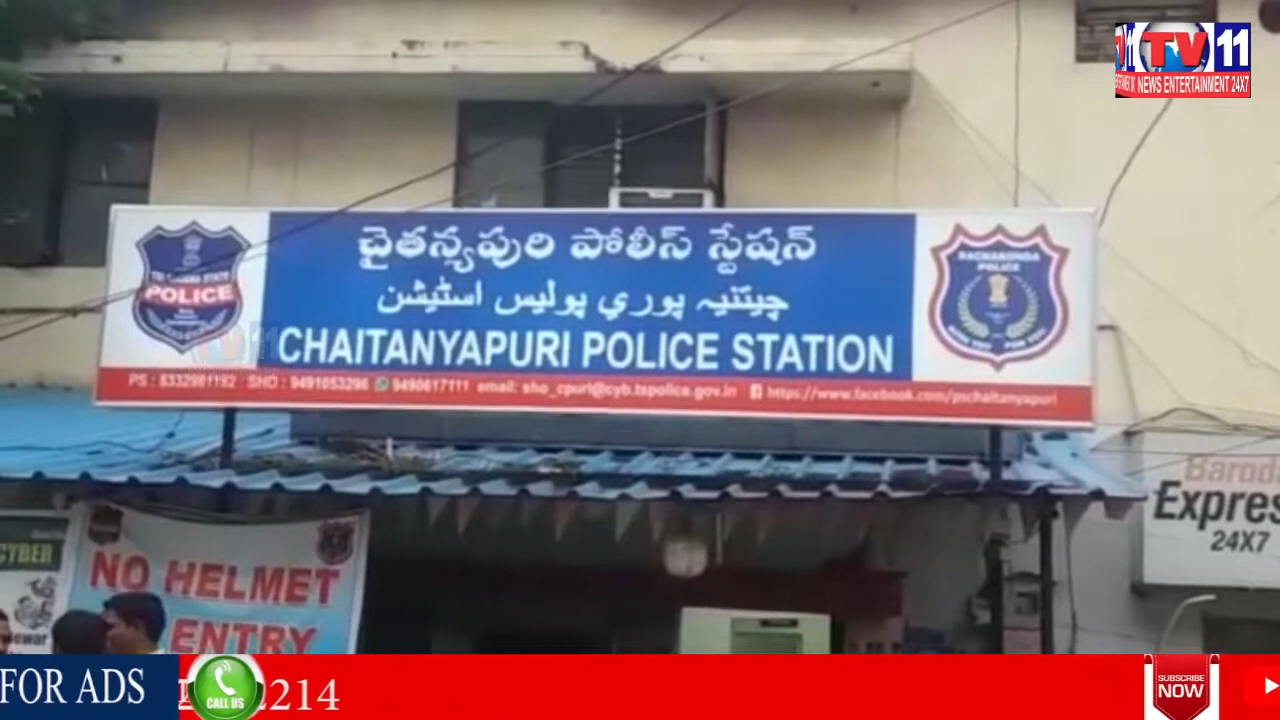 TV11
NEWS ENTERTAINMENT 24X7
చైతన్యపురి పోలీస్ స్టేషన్
چیتنیہ پوري پولیس اسٹیشن
CHAITANYAPURI POLICE STATION
POLICE
RACHAKONDA
POLICE
PS : 8332981192 SHO : 9491053296 9490617111 email: sho_cpuri@cyb.tspolice.gov.in https://www.facebook.com/pschaitanyapuri
Baroda
Express
24X7
CYBER
NO HELMET
ENTRY
FOR ADS
CALL US
2214
SUBSCRIBE
NOW